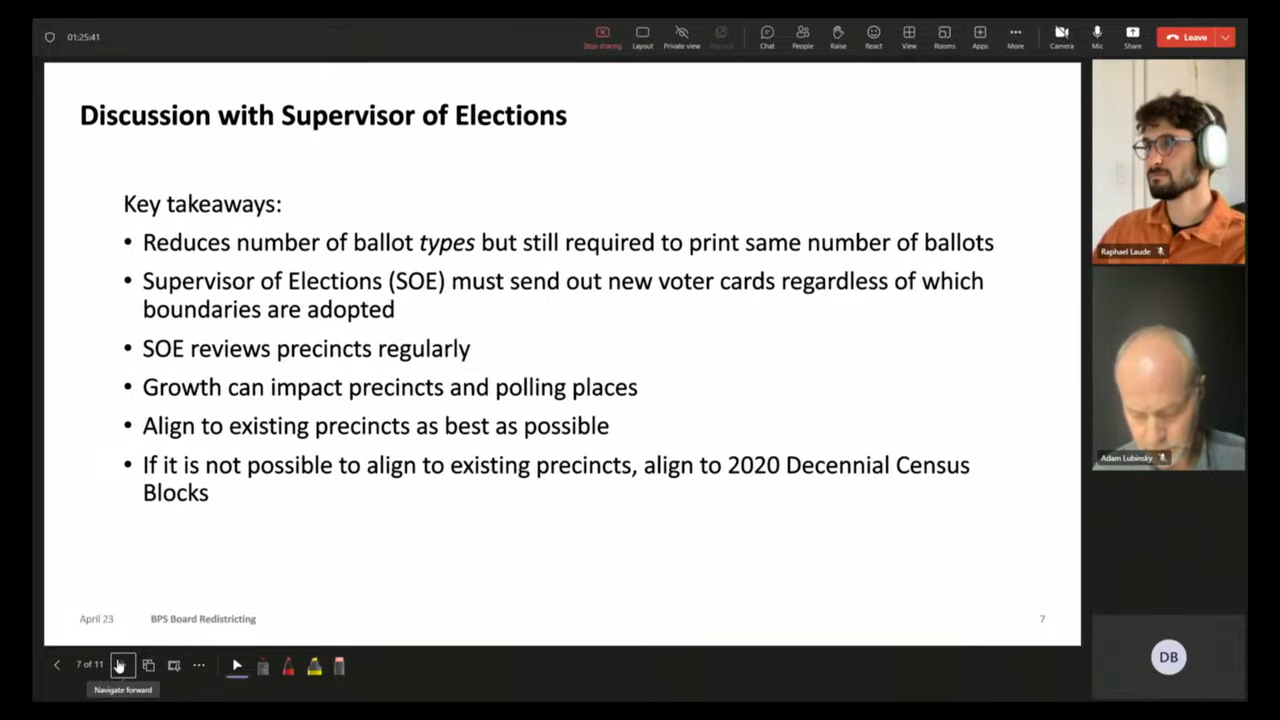 01:25:41
Stop sharing
Layout
Private view
Pop out
Chat
People
Raise
React
View
Rooms
Apps
More
Camera
Mic
Share
Leave
Discussion with Supervisor of Elections
Key takeaways:
• Reduces number of ballot types but still required to print same number of ballots
• Supervisor of Elections (SOE) must send out new voter cards regardless of which
boundaries are adopted
• SOE reviews precincts regularly
• Growth can impact precincts and polling places
• Align to existing precincts as best as possible
• If it is not possible to align to existing precincts, align to 2020 Decennial Census
Blocks
April 23
BPS Board Redistricting
7
Raphael Laude
Adam Lubinsky
DB
7 of 11
Navigate forward